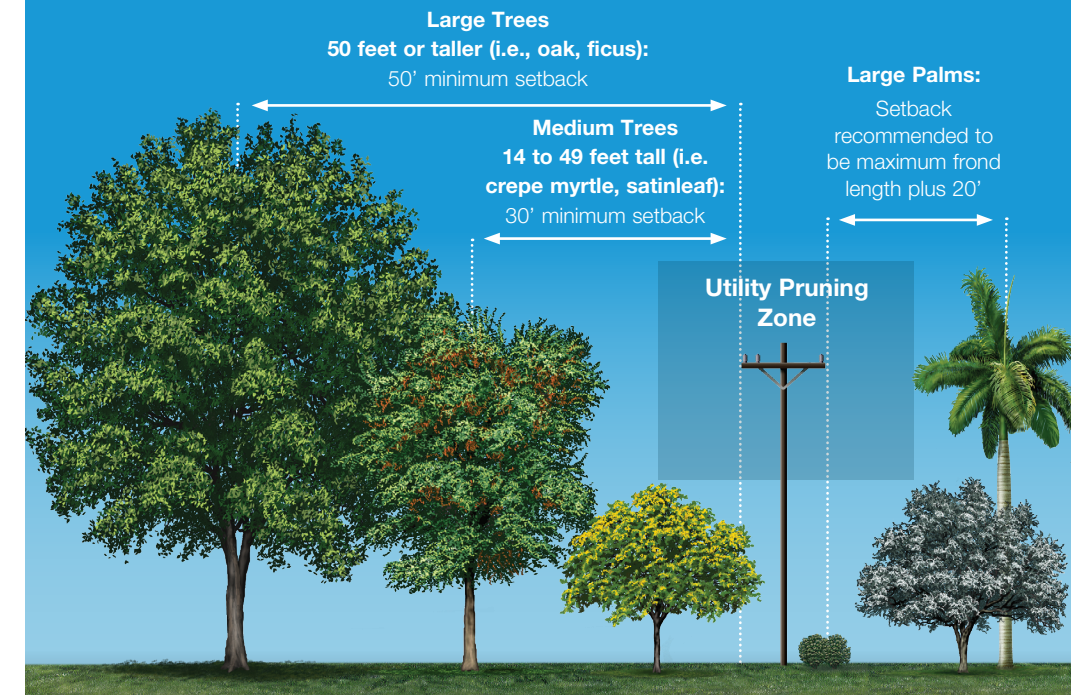 Large Trees
50 feet or taller (i.e., oak, ficus):
50’ minimum setback
Medium Trees
14 to 49 feet tall (i.e.
crepe myrtle, satinleaf):
30’ minimum setback
Large Palms:
Setback
recommended to
be maximum frond
length plus 20’
Utility Pruning
Zone